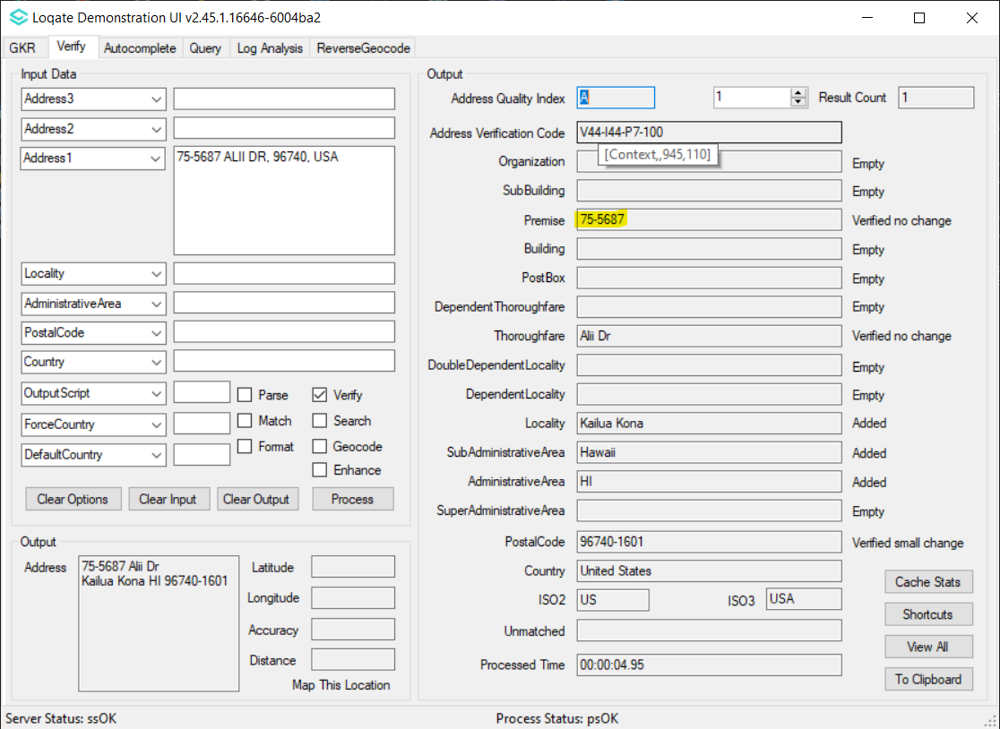 Loqate Demonstration UI v2.45.1.16646-6004ba2
GKR Verify Autocomplete Query Log Analysis ReverseGeocode
Input Data
Address3
Address2
Address1 75-5687 ALII DR, 96740, USA
Locality
AdministrativeArea
PostalCode
Country
OutputScript Parse Verify
ForceCountry Match Search
DefaultCountry Format Geocode
Enhance
Clear Options Clear Input Clear Output Process
Output
Address 75-5687 Alii Dr
Kailua Kona HI 96740-1601
Latitude
Longitude
Accuracy
Distance
Map This Location
Output
Address Quality Index A 1 Result Count 1
Address Verification Code V44-I44-P7-100
[Context,,945,110]
Organization Empty
SubBuilding Empty
Premise 75-5687 Verified no change
Building Empty
PostBox Empty
DependentThoroughfare Empty
Thoroughfare Alii Dr Verified no change
DoubleDependentLocality Empty
DependentLocality Empty
Locality Kailua Kona Added
SubAdministrativeArea Hawaii Added
AdministrativeArea HI Added
SuperAdministrativeArea Empty
PostalCode 96740-1601 Verified small change
Country United States
ISO2 US ISO3 USA
Unmatched
Processed Time 00:00:04.95
Cache Stats
Shortcuts
View All
To Clipboard
Server Status: ssOK Process Status: psOK